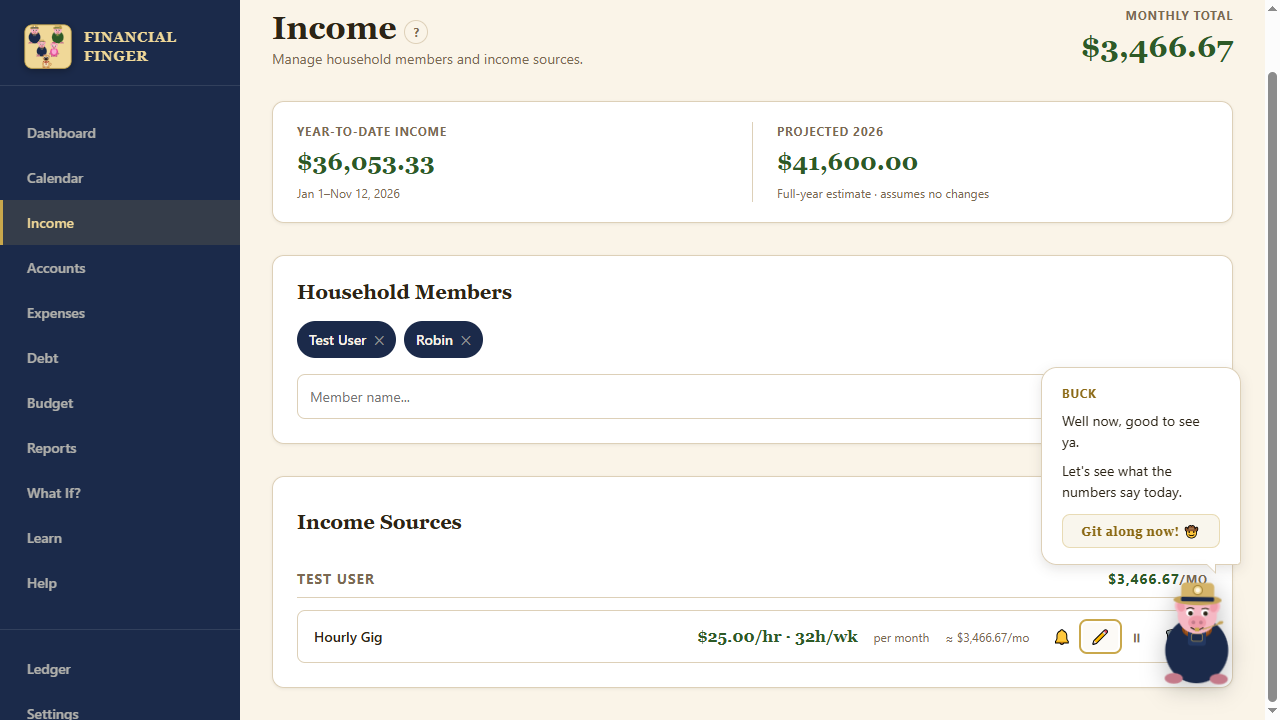 FINANCIAL
FINGER
Dashboard
Calendar
Income
Accounts
Expenses
Debt
Budget
Reports
What If?
Learn
Help
Ledger
Settings
Income ?
Manage household members and income sources.
MONTHLY TOTAL
$3,466.67
YEAR-TO-DATE INCOME
$36,053.33
Jan 1–Nov 12, 2026
PROJECTED 2026
$41,600.00
Full-year estimate · assumes no changes
Household Members
Test User ×
Robin ×
Member name...
Income Sources
TEST USER
$3,466.67/MO
Hourly Gig
$25.00/hr · 32h/wk
per month
≈ $3,466.67/mo
BUCK
Well now, good to see
ya.
Let's see what the
numbers say today.
Git along now! 🤠